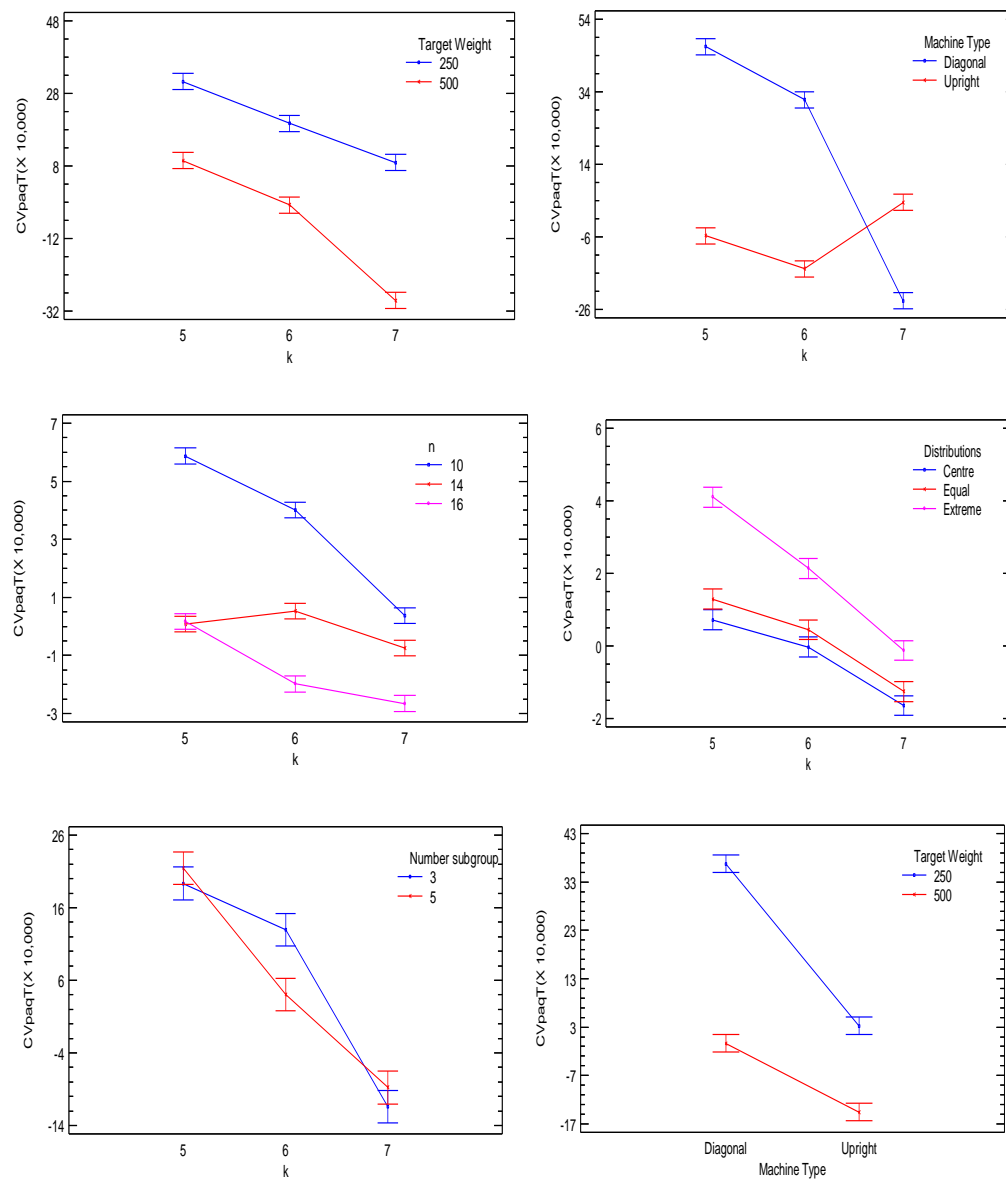 CVpaqT(X 10,000)
48
28
8
-12
-32
Target Weight
250
500
5 6 7
k
CVpaqT(X 10,000)
54
34
14
-6
-26
Machine Type
Diagonal
Upright
5 6 7
k
CVpaqT(X 10,000)
7
5
3
1
-1
-3
n
10
14
16
5 6 7
k
CVpaqT(X 10,000)
6
4
2
0
-2
Distributions
Centre
Equal
Extreme
5 6 7
k
CVpaqT(X 10,000)
26
16
6
-4
-14
Number subgroup
3
5
5 6 7
k
CVpaqT(X 10,000)
43
33
23
13
3
-7
-17
Target Weight
250
500
Diagonal Upright
Machine Type